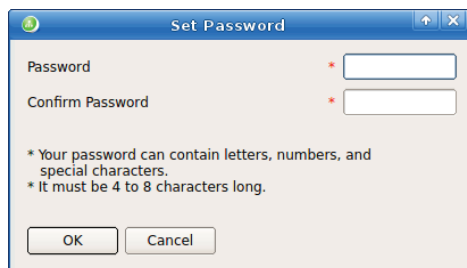 Set Password
Password *
Confirm Password *
* Your password can contain letters, numbers, and
special characters.
* It must be 4 to 8 characters long.
OK Cancel